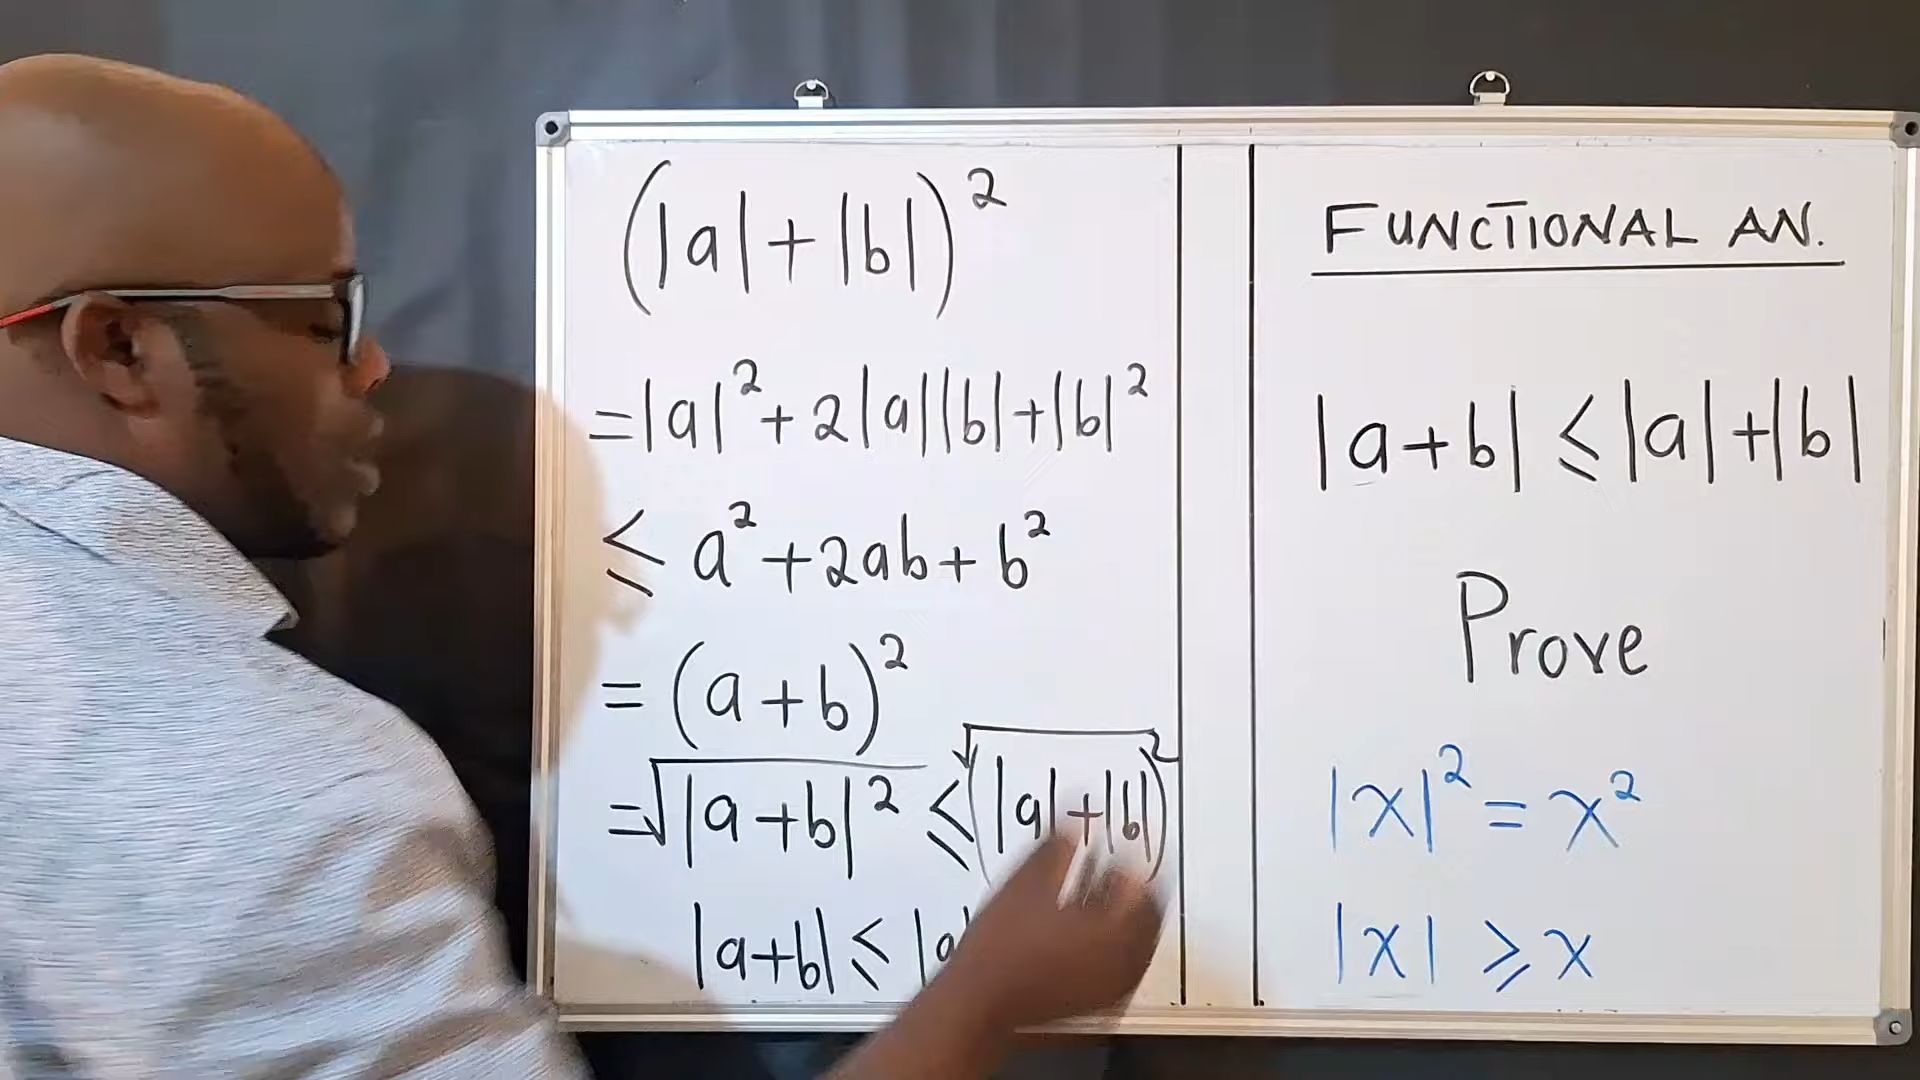 (|a|+|b|)²
=|a|²+2|a||b|+|b|²
≤ a²+2ab+b²
= (a+b)²
=√|a+b|² ≤ √(|a|+|b|)²
|a+b| ≤ |a|
FUNCTIONAL AN.
|a+b| ≤ |a|+|b|
Prove
|x|² = x²
|x| ≥ x